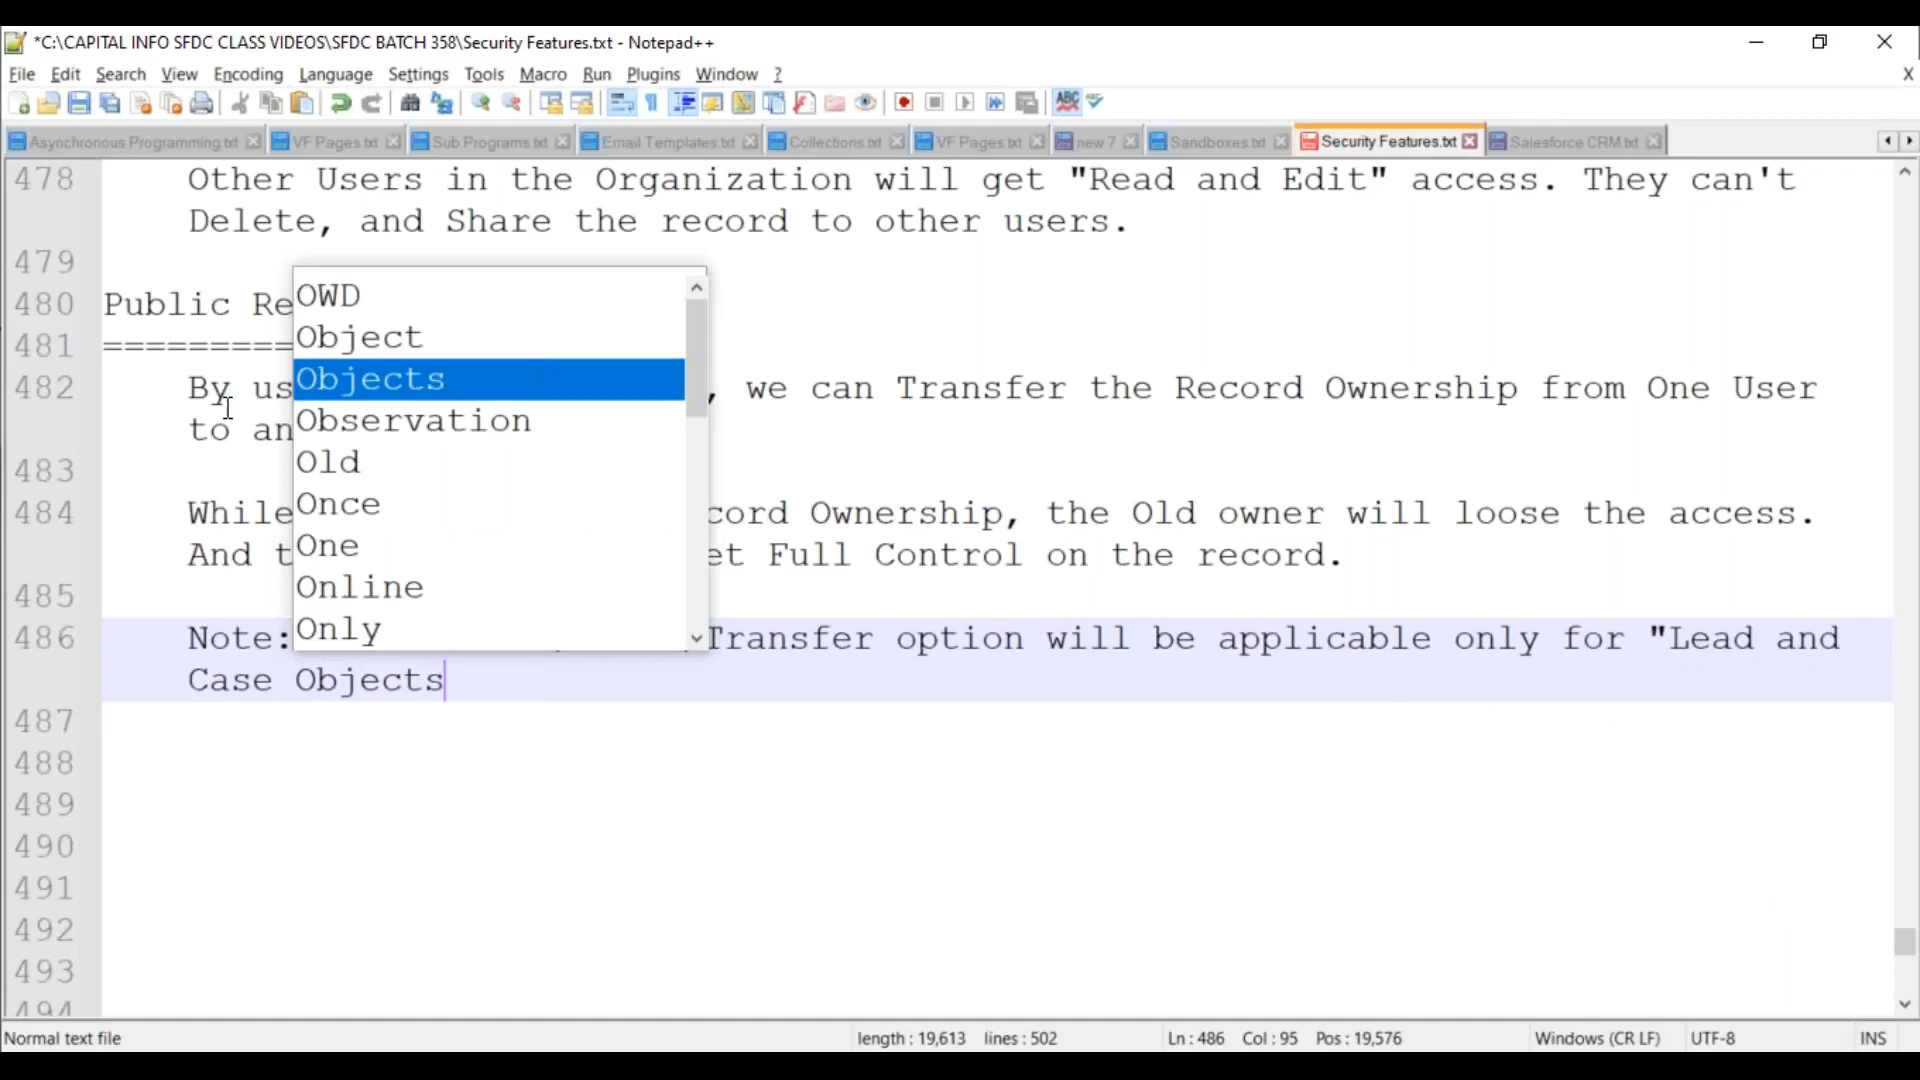 *C:\CAPITAL INFO SFDC CLASS VIDEOS\SFDC BATCH 358\Security Features.txt - Notepad++
File Edit Search View Encoding Language Settings Tools Macro Run Plugins Window ? X
Asynchronous Programming.txt VF Pages.txt Sub Programs.txt Email Templates.txt Collections.txt VF Pages.txt new 7 Sandboxes.txt Security Features.txt Salesforce CRM.txt
478 Other Users in the Organization will get "Read and Edit" access. They can't
Delete, and Share the record to other users.
479
480 Public Re
481 =========
482 By us , we can Transfer the Record Ownership from One User
to an
483
484 While cord Ownership, the Old owner will loose the access.
And t et Full Control on the record.
485
486 Note: Transfer option will be applicable only for "Lead and
Case Objects
487
488
489
490
491
492
493
494
OWD
Object
Objects
Observation
Old
Once
One
Online
Only
Normal text file length : 19,613 lines : 502 Ln : 486 Col : 95 Pos : 19,576 Windows (CR LF) UTF-8 INS